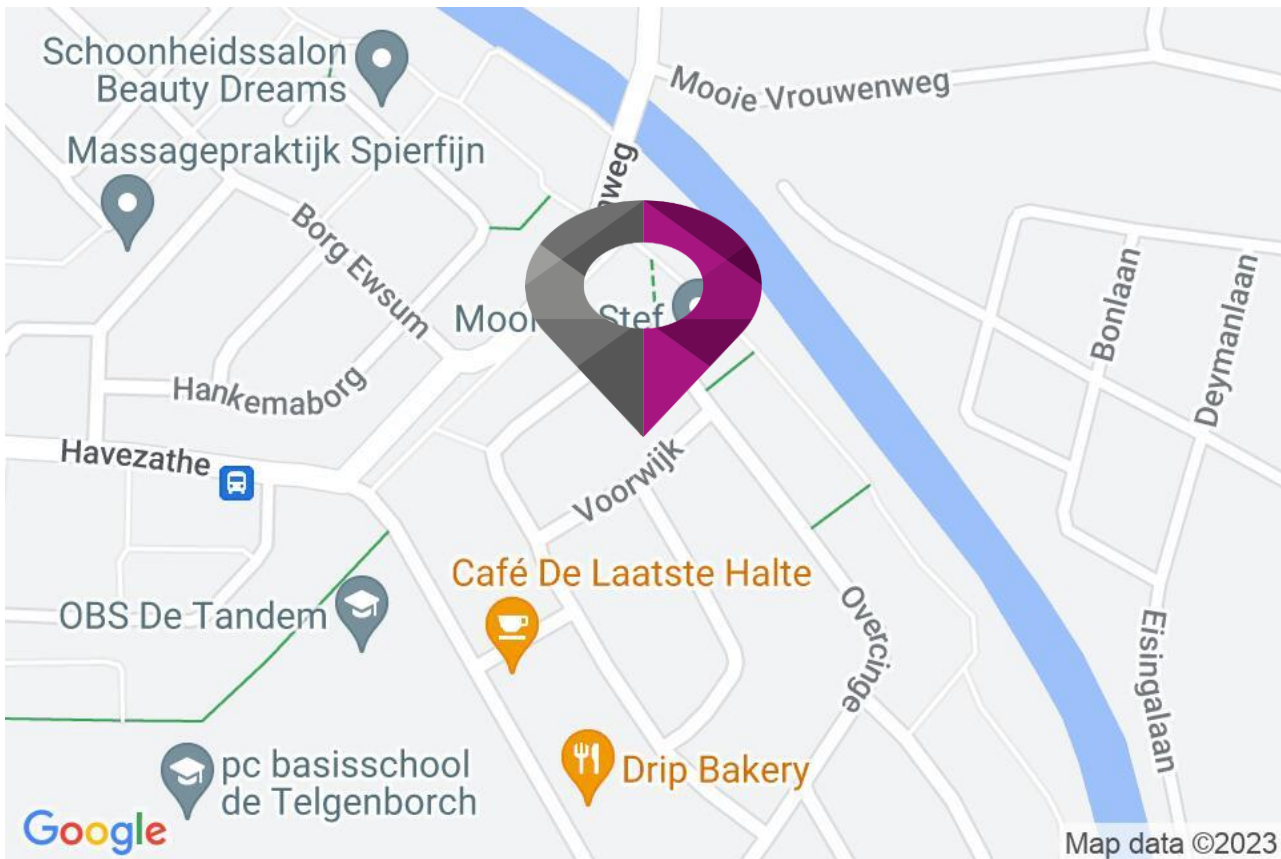 Schoonheidssalon
Beauty Dreams
Mooie Vrouwenweg
Massagepraktijk Spierfijn
Borg Ewsum
Stef
Bonlaan
Deymanlaan
Hankemaborg
Havezathe
Voorwijk
Café De Laatste Halte
OBS De Tandem
Overcinge
Eisingalaan
pc basisschool
de Telgenborch
Drip Bakery
Google
Map data ©2023